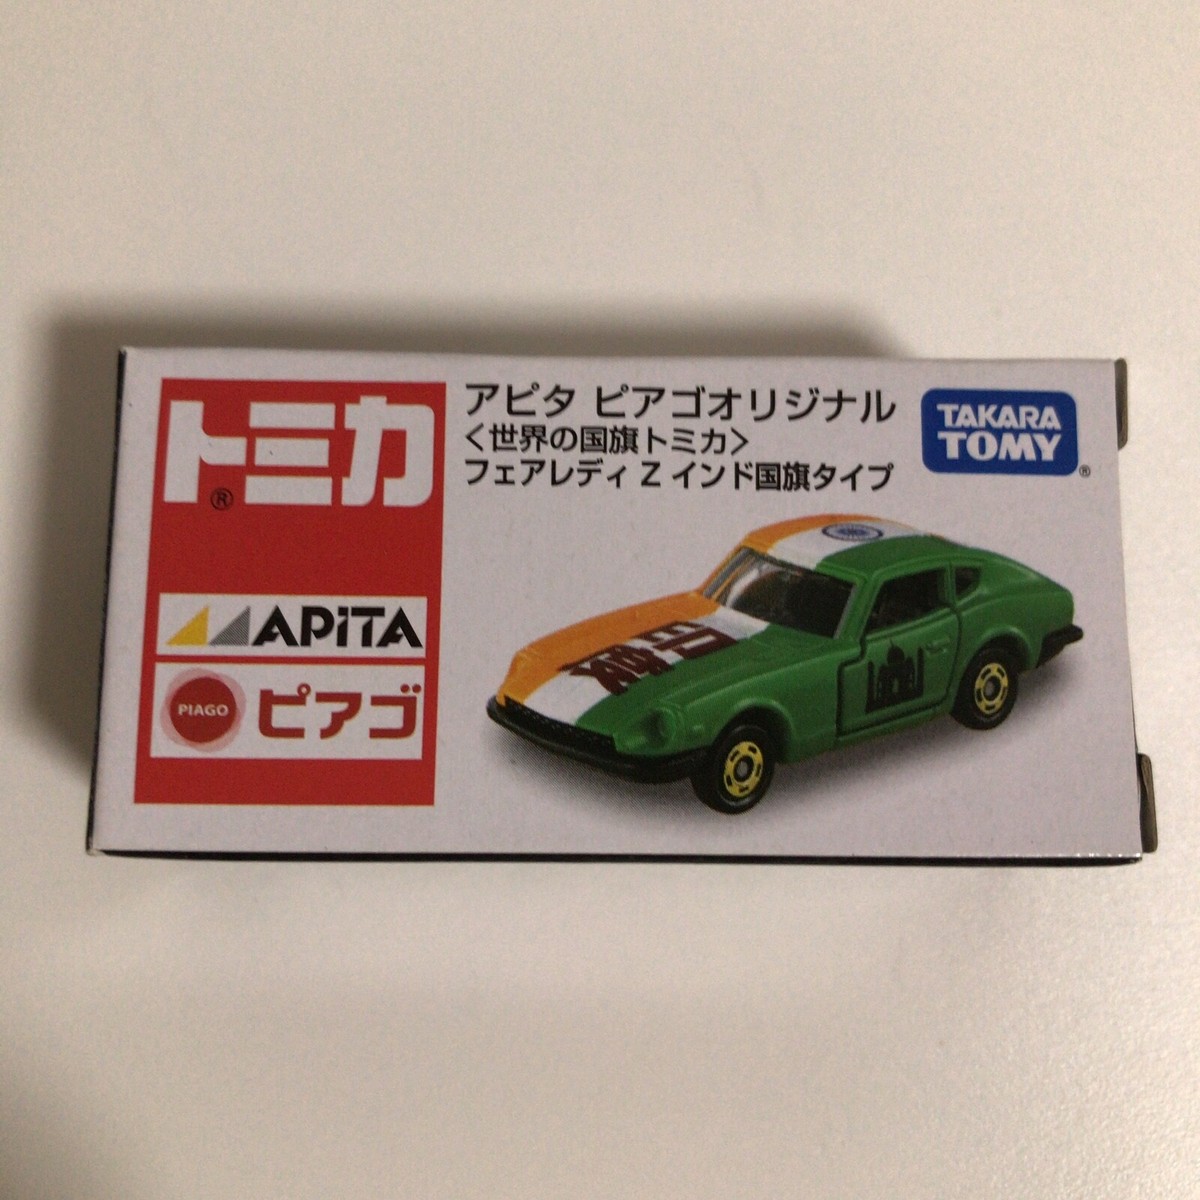 トミカ
®
APiTA
PIAGO ピアゴ
アピタ ピアゴオリジナル
<世界の国旗トミカ>
フェアレディ Z インド国旗タイプ
TAKARA
TOMY
®
印度